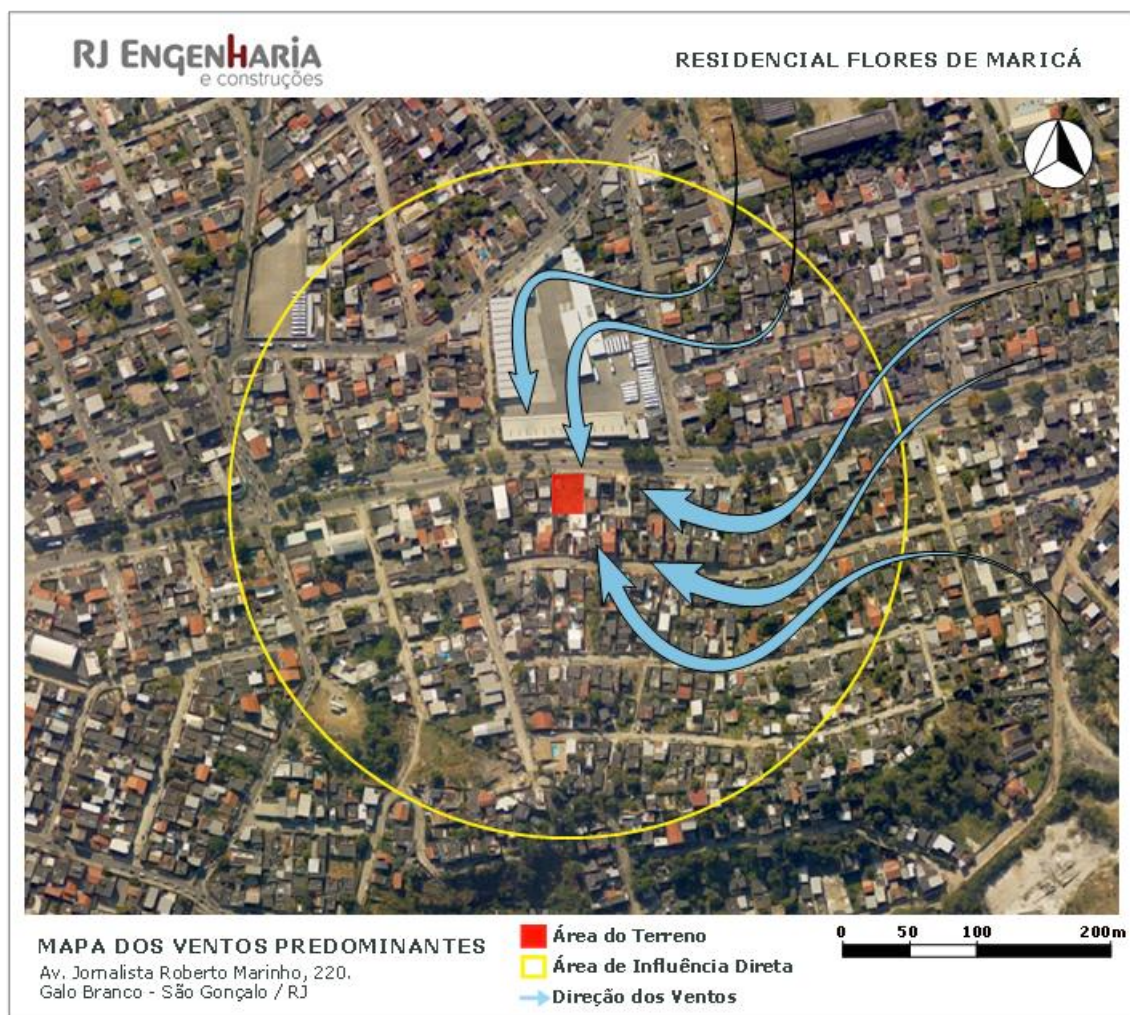 RJ ENGENHARIA
e construções
RESIDENCIAL FLORES DE MARICÁ
MAPA DOS VENTOS PREDOMINANTES
Av. Jornalista Roberto Marinho, 220.
Galo Branco - São Gonçalo / RJ
Área do Terreno
Área de Influência Direta
Direção dos Ventos
0 50 100 200m